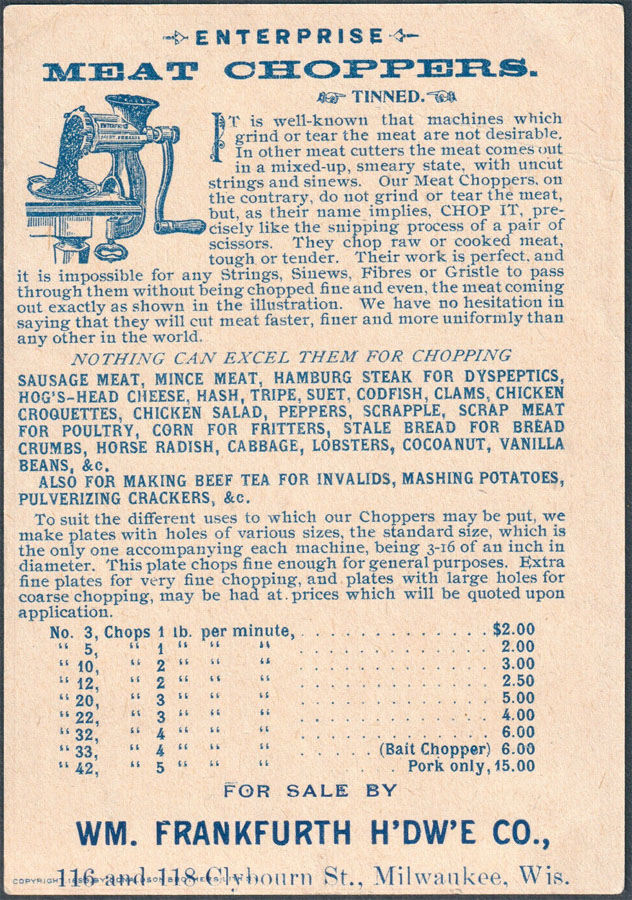 ENTERPRISE
MEAT CHOPPERS.
TINNED.
IT is well-known that machines which
grind or tear the meat are not desirable.
In other meat cutters the meat comes out
in a mixed-up, smeary state, with uncut
strings and sinews. Our Meat Choppers, on
the contrary, do not grind or tear the meat,
but, as their name implies, CHOP IT, pre-
cisely like the snipping process of a pair of
scissors. They chop raw or cooked meat,
tough or tender. Their work is perfect, and
it is impossible for any Strings, Sinews, Fibres or Gristle to pass
through them without being chopped fine and even, the meat coming
out exactly as shown in the illustration. We have no hesitation in
saying that they will cut meat faster, finer and more uniformly than
any other in the world.
NOTHING CAN EXCEL THEM FOR CHOPPING
SAUSAGE MEAT, MINCE MEAT, HAMBURG STEAK FOR DYSPEPTICS,
HOG'S-HEAD CHEESE, HASH, TRIPE, SUET, CODFISH, CLAMS, CHICKEN
CROQUETTES, CHICKEN SALAD, PEPPERS, SCRAPPLE, SCRAP MEAT
FOR POULTRY, CORN FOR FRITTERS, STALE BREAD FOR BREAD
CRUMBS, HORSE RADISH, CABBAGE, LOBSTERS, COCOANUT, VANILLA
BEANS, &c.
ALSO FOR MAKING BEEF TEA FOR INVALIDS, MASHING POTATOES,
PULVERIZING CRACKERS, &c.
To suit the different uses to which our Choppers may be put, we
make plates with holes of various sizes, the standard size, which is
the only one accompanying each machine, being 3-16 of an inch in
diameter. This plate chops fine enough for general purposes. Extra
fine plates for very fine chopping, and plates with large holes for
coarse chopping, may be had at prices which will be quoted upon
application.
No. 3, Chops 1 lb. per minute, . . . . . . . . . . . $2.00
" 5, " 1 " " " . . . . . . . . . . . 2.00
" 10, " 2 " " " . . . . . . . . . . . 3.00
" 12, " 2 " " " . . . . . . . . . . . 2.50
" 20, " 3 " " " . . . . . . . . . . . 5.00
" 22, " 3 " " " . . . . . . . . . . . 4.00
" 32, " 4 " " " . . . . . . . . . . . 6.00
" 33, " 4 " " " . . . . . (Bait Chopper) 6.00
" 42, " 5 " " " . . . . . . Pork only, 15.00
FOR SALE BY
WM. FRANKFURTH H'DW'E CO.,
116 and 118 Clybourn St., Milwaukee, Wis.
COPYRIGHT